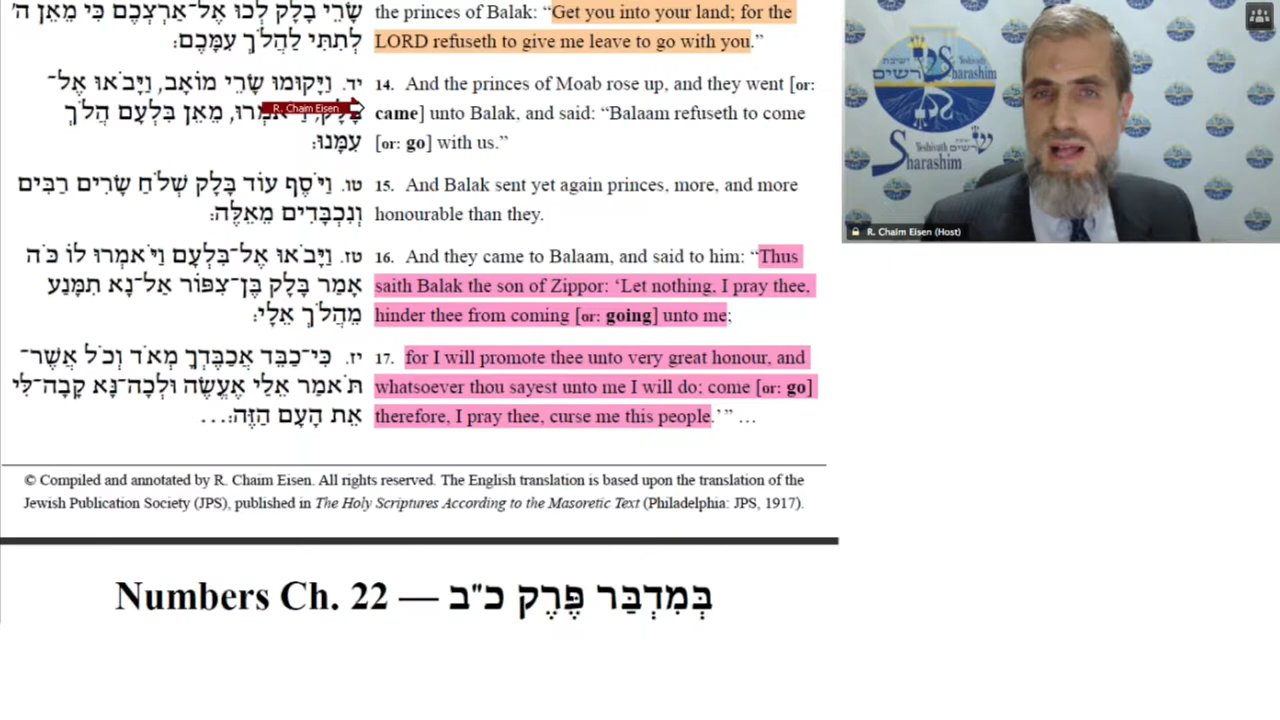 שָׂרֵי בָלָק לְכוּ אֶל־אַרְצְכֶם כִּי מֵאֵן ה'
לְתִתִּי לַהֲלֹךְ עִמָּכֶם:
the princes of Balak: “Get you into your land; for the
LORD refuseth to give me leave to go with you.”
יד. וַיָּקוּמוּ שָׂרֵי מוֹאָב, וַיָּבֹאוּ אֶל־
מֵאֵן בִּלְעָם הֲלֹךְ
עִמָּנוּ:
R. Chaim Eisen
14. And the princes of Moab rose up, and they went [or:
came] unto Balak, and said: “Balaam refuseth to come
[or: go] with us.”
טו. וַיֹּסֶף עוֹד בָּלָק שְׁלֹחַ שָׂרִים רַבִּים
וְנִכְבָּדִים מֵאֵלֶּה:
15. And Balak sent yet again princes, more, and more
honourable than they.
טז. וַיָּבֹאוּ אֶל־בִּלְעָם וַיֹּאמְרוּ לוֹ כֹּה
אָמַר בָּלָק בֶּן־צִפּוֹר אַל־נָא תִמָּנַע
מֵהֲלֹךְ אֵלָי:
16. And they came to Balaam, and said to him: “Thus
saith Balak the son of Zippor: ‘Let nothing, I pray thee,
hinder thee from coming [or: going] unto me;
יז. כִּי־כַבֵּד אֲכַבֶּדְךָ מְאֹד וְכֹל אֲשֶׁר־
תֹּאמַר אֵלַי אֶעֱשֶׂה וּלְכָה־נָּא קָבָה־לִּי
אֵת הָעָם הַזֶּה:…
17. for I will promote thee unto very great honour, and
whatsoever thou sayest unto me I will do; come [or: go]
therefore, I pray thee, curse me this people.’” …
© Compiled and annotated by R. Chaim Eisen. All rights reserved. The English translation is based upon the translation of the
Jewish Publication Society (JPS), published in The Holy Scriptures According to the Masoretic Text (Philadelphia: JPS, 1917).
Numbers Ch. 22 — בְּמִדְבַּר פֶּרֶק כ"ב
ישיבת שרשים
Yeshivath Sharashim
Yeshivath שרשים
Sharashim
R. Chaim Eisen (Host)